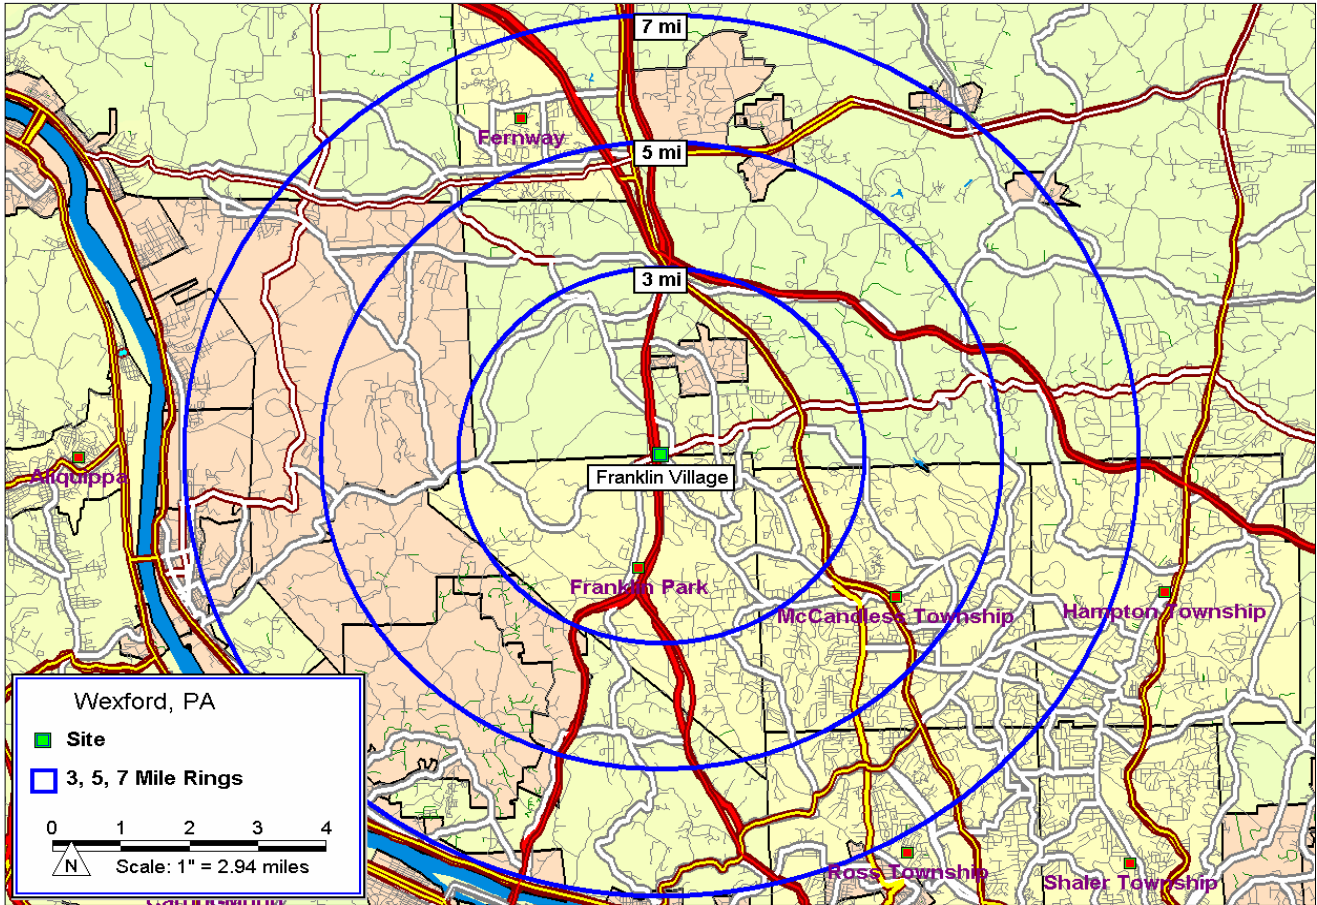 7 mi
Fernway
5 mi
3 mi
Aliquippa
Franklin Village
Franklin Park
McCandless Township
Hampton Township
Wexford, PA
Site
3, 5, 7 Mile Rings
0 1 2 3 4
N
Scale: 1" = 2.94 miles
Ross Township
Shaler Township